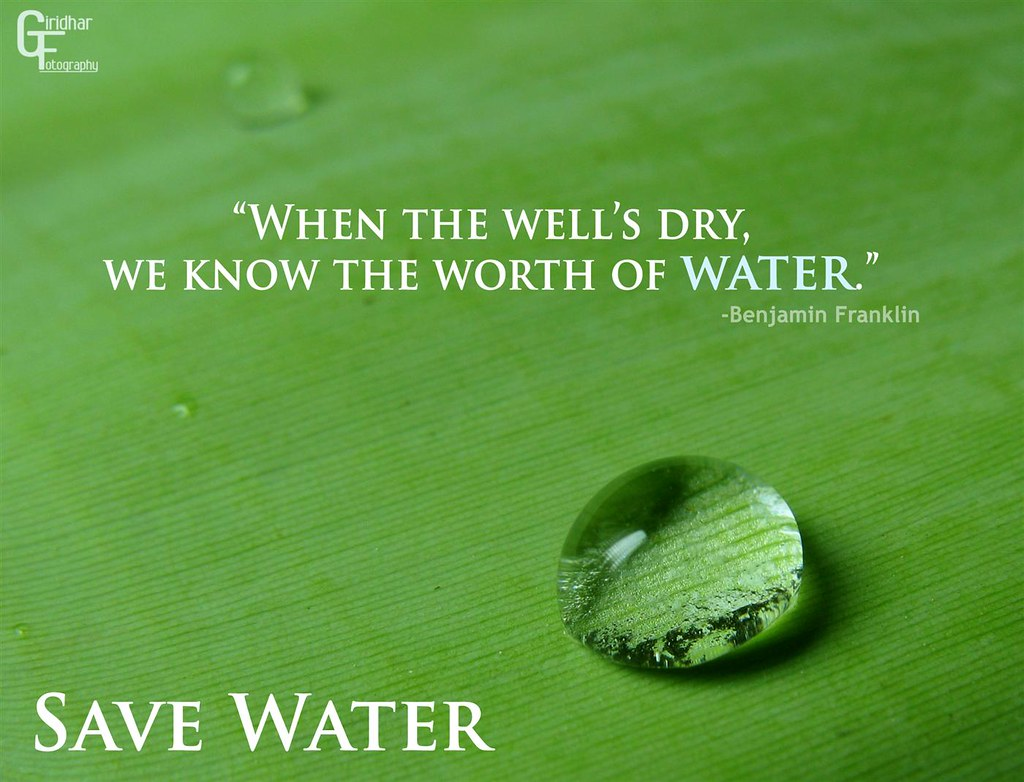 Giridhar
Fotography
“When the well’s dry,
we know the worth of water.”
-Benjamin Franklin
Save Water